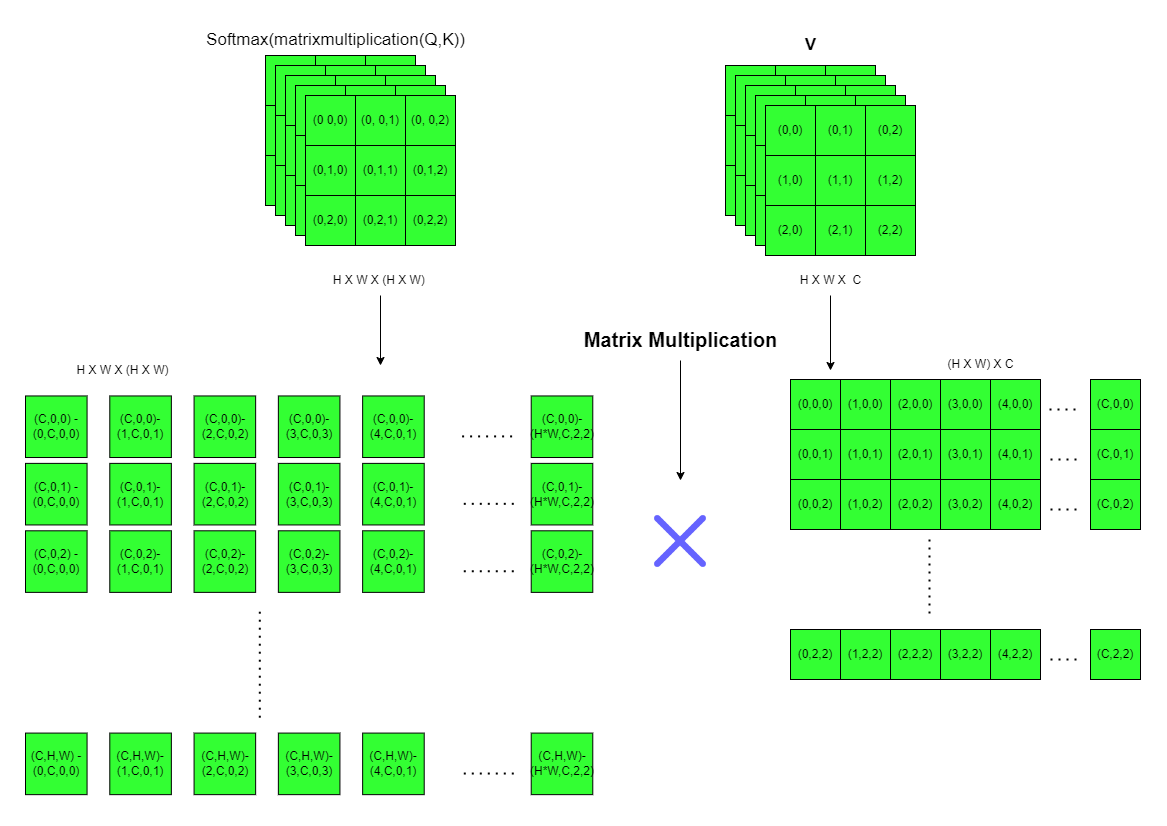 Softmax(matrixmultiplication(Q,K))
V
(0 0,0) (0, 0,1) (0, 0,2)
(0,1,0) (0,1,1) (0,1,2)
(0,2,0) (0,2,1) (0,2,2)
(0,0) (0,1) (0,2)
(1,0) (1,1) (1,2)
(2,0) (2,1) (2,2)
H X W X (H X W)
H X W X C
Matrix Multiplication
H X W X (H X W)
(C,0,0) - (C,0,0)- (C,0,0)- (C,0,0)- (C,0,0)- (C,0,0)-
(0,C,0,0) (1,C,0,1) (2,C,0,2) (3,C,0,3) (4,C,0,1) ....... (H*W,C,2,2)
(C,0,1) - (C,0,1)- (C,0,1)- (C,0,1)- (C,0,1)- (C,0,1)-
(0,C,0,0) (1,C,0,1) (2,C,0,2) (3,C,0,3) (4,C,0,1) ....... (H*W,C,2,2)
(C,0,2) - (C,0,2)- (C,0,2)- (C,0,2)- (C,0,2)- (C,0,2)-
(0,C,0,0) (1,C,0,1) (2,C,0,2) (3,C,0,3) (4,C,0,1) ....... (H*W,C,2,2)
(C,H,W) - (C,H,W)- (C,H,W)- (C,H,W)- (C,H,W)- (C,H,W)-
(0,C,0,0) (1,C,0,1) (2,C,0,2) (3,C,0,3) (4,C,0,1) ....... (H*W,C,2,2)
(H X W) X C
(0,0,0) (1,0,0) (2,0,0) (3,0,0) (4,0,0) .... (C,0,0)
(0,0,1) (1,0,1) (2,0,1) (3,0,1) (4,0,1) .... (C,0,1)
(0,0,2) (1,0,2) (2,0,2) (3,0,2) (4,0,2) .... (C,0,2)
(0,2,2) (1,2,2) (2,2,2) (3,2,2) (4,2,2) .... (C,2,2)